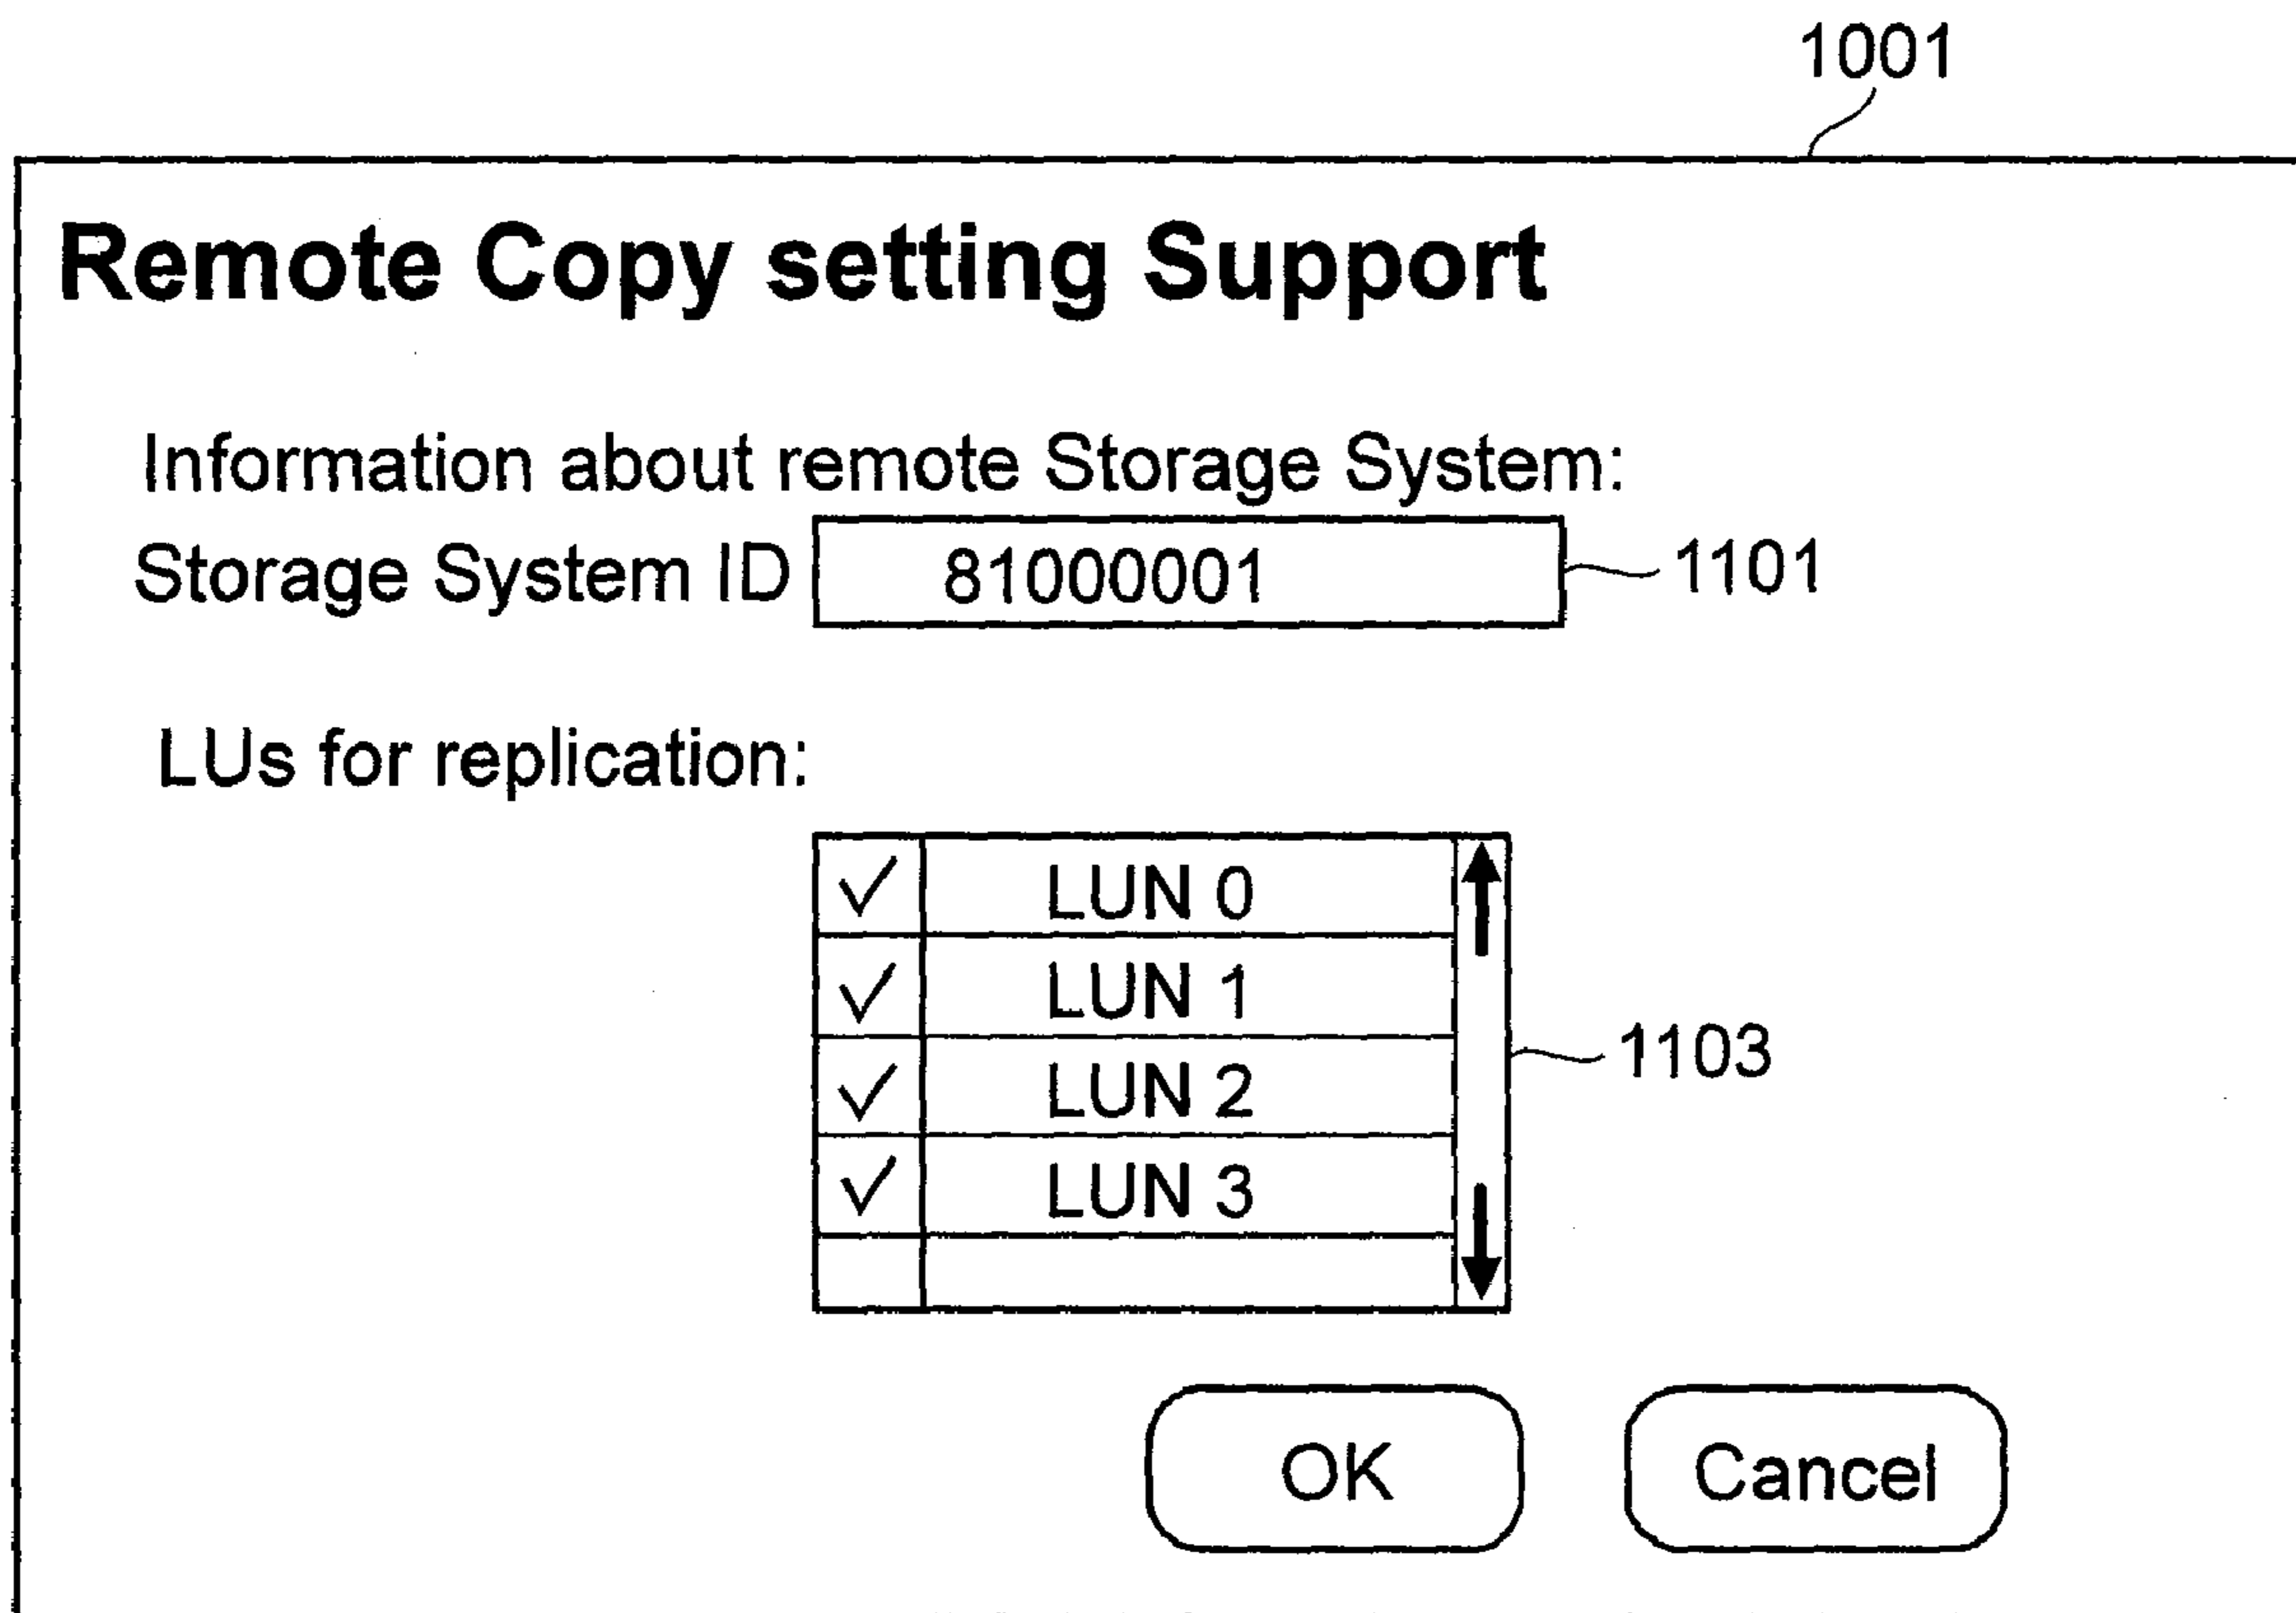 1001
Remote Copy setting Support
Information about remote Storage System:
Storage System ID 81000001 1101
LUs for replication:
✓ LUN 0
✓ LUN 1
✓ LUN 2
✓ LUN 3
1103
OK Cancel